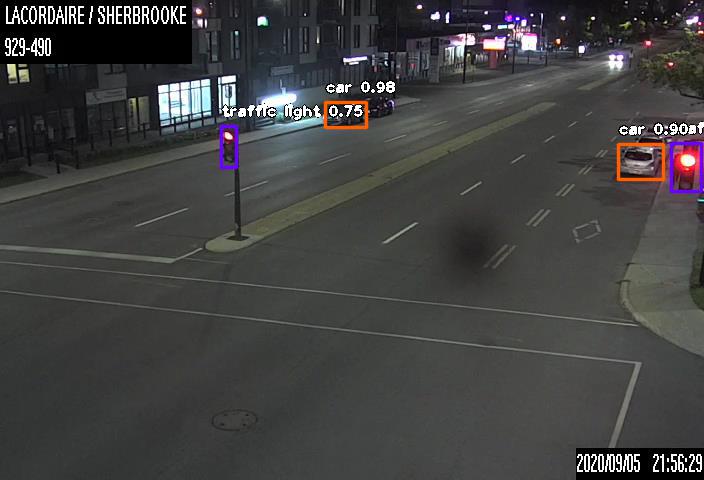 LACORDAIRE / SHERBROOKE
929-490
car 0.98
traffic light 0.75
car 0.90
2020/09/05 21:56:29